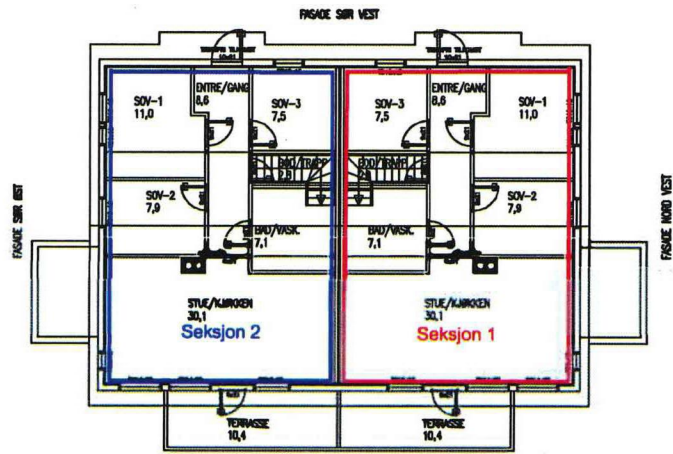 FASADE SØR VEST
ENTRE/GANG
8,6
SOV-1
11,0
SOV-3
7,5
SOV-3
7,5
ENTRE/GANG
8,6
SOV-1
11,0
BOD/TRAPP
2,8
BOD/TRAPP
SOV-2
7,9
BAD/VASK.
7,1
BAD/VASK.
7,1
SOV-2
7,9
FASADE SØR ØST
FASADE NORD VEST
STUE/KJØKKEN
30,1
Seksjon 2
STUE/KJØKKEN
30,1
Seksjon 1
TERRASSE
10,4
TERRASSE
10,4